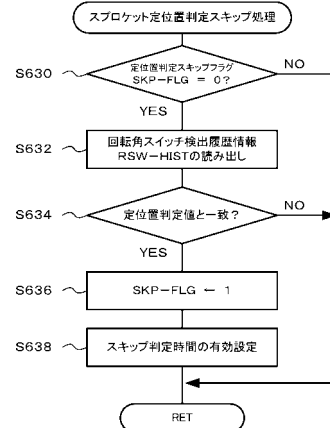 スプロケット定位置判定スキップ処理
S630
定位置判定スキップフラグ
SKP-FLG = 0?
NO
YES
S632
回転角スイッチ検出履歴情報
RSW-HISTの読み出し
S634
定位置判定値と一致?
NO
YES
S636
SKP-FLG ← 1
S638
スキップ判定時間の有効設定
RET